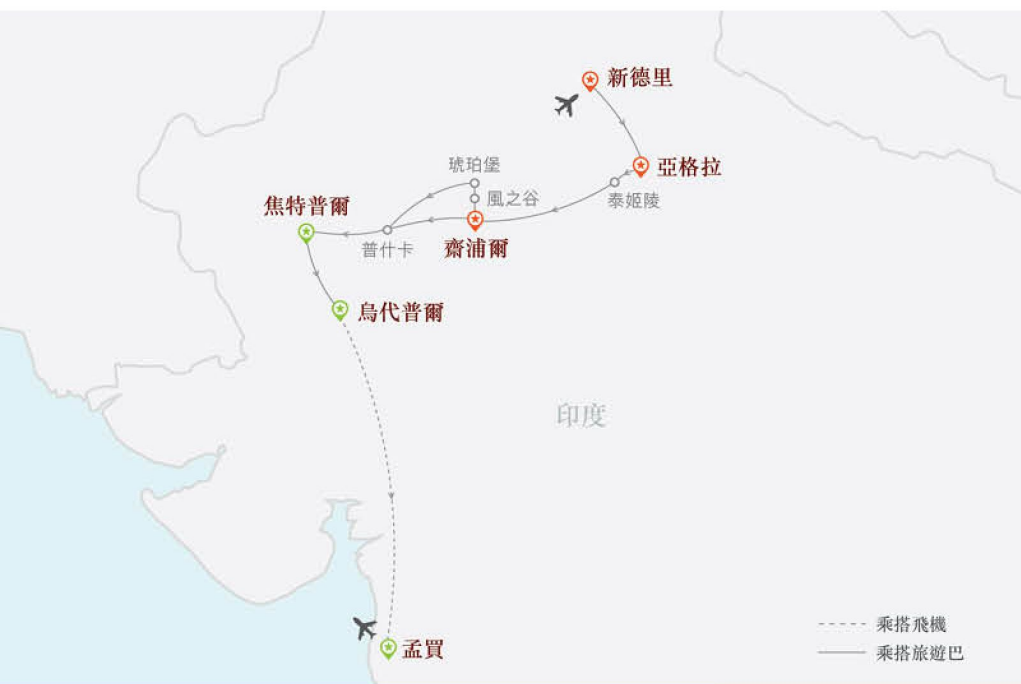 新德里
亞格拉
琥珀堡
風之谷
泰姬陵
焦特普爾
普什卡
齋浦爾
烏代普爾
印度
孟買
乘搭飛機
乘搭旅遊巴